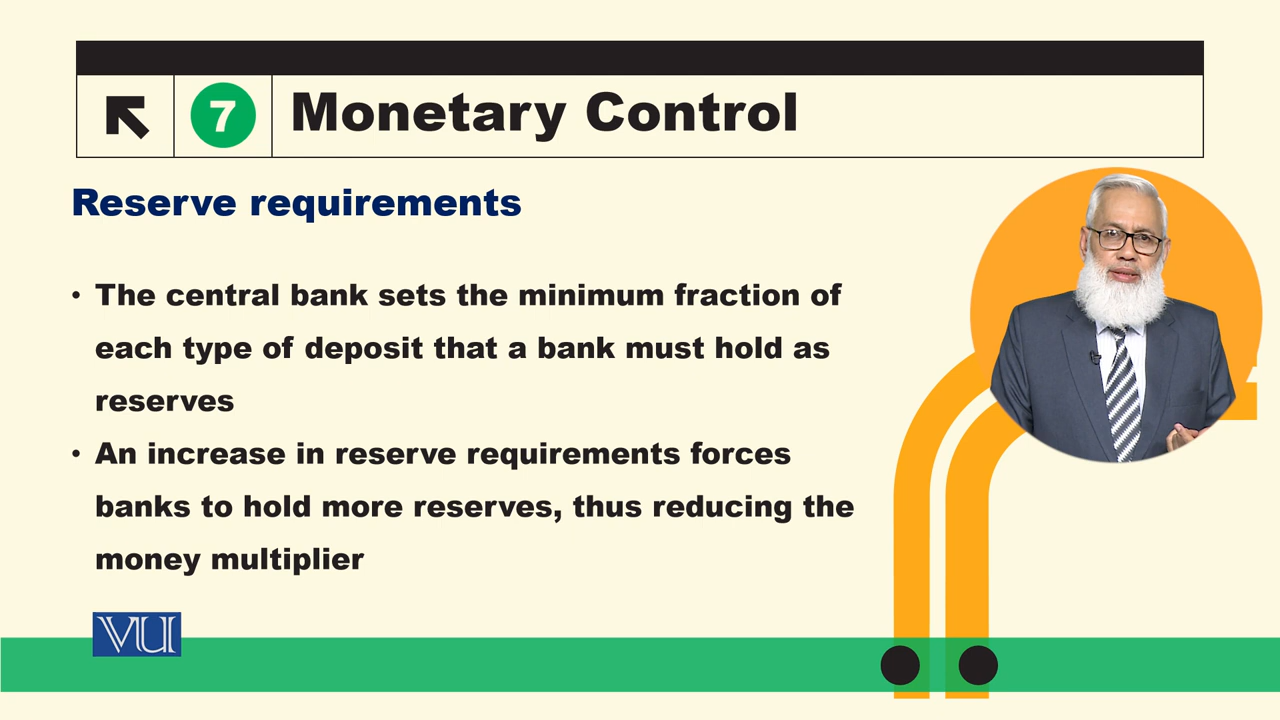 7 Monetary Control
Reserve requirements
• The central bank sets the minimum fraction of
each type of deposit that a bank must hold as
reserves
• An increase in reserve requirements forces
banks to hold more reserves, thus reducing the
money multiplier
VU